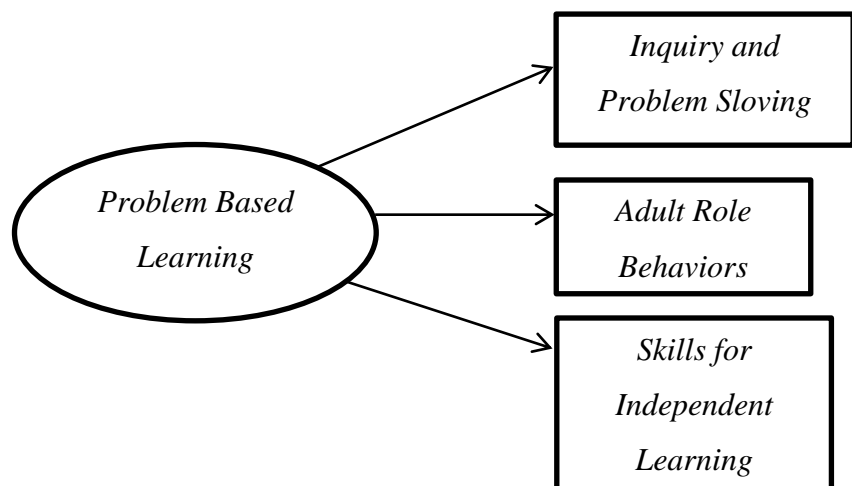 Inquiry and
Problem Sloving
Problem Based
Learning
Adult Role
Behaviors
Skills for
Independent
Learning